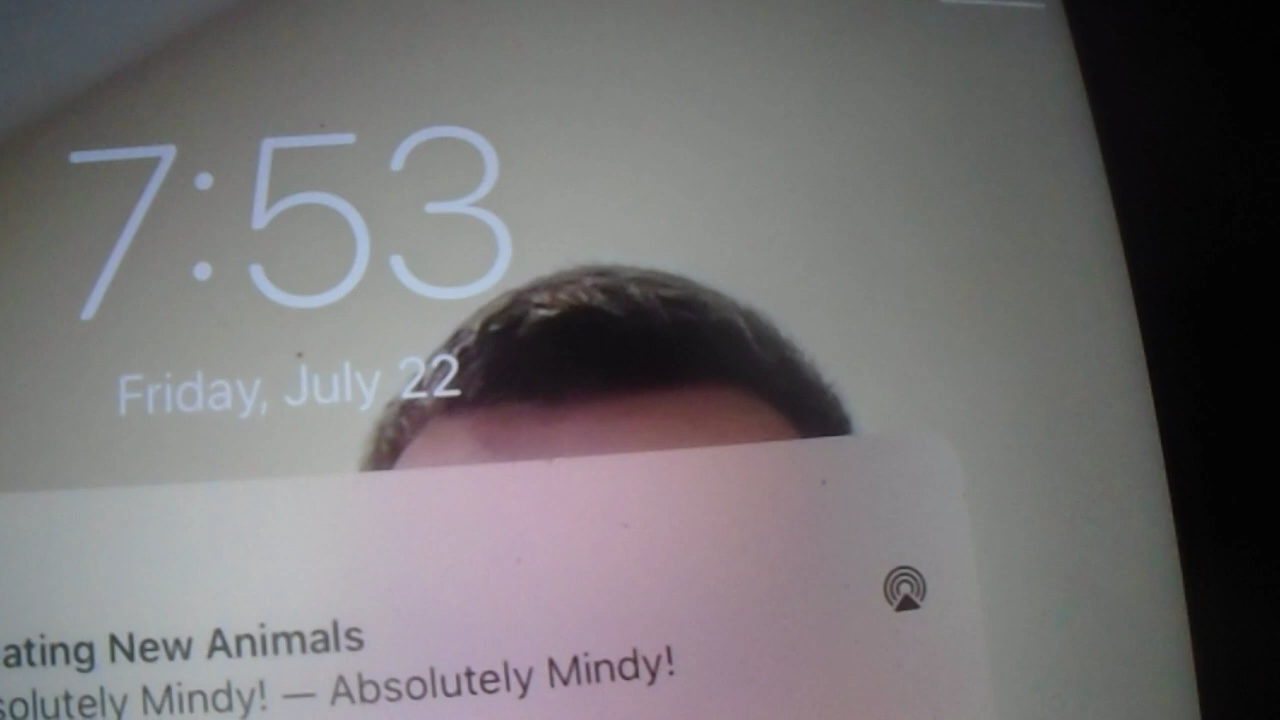 7:53
Friday, July 22
ating New Animals
solutely Mindy! — Absolutely Mindy!